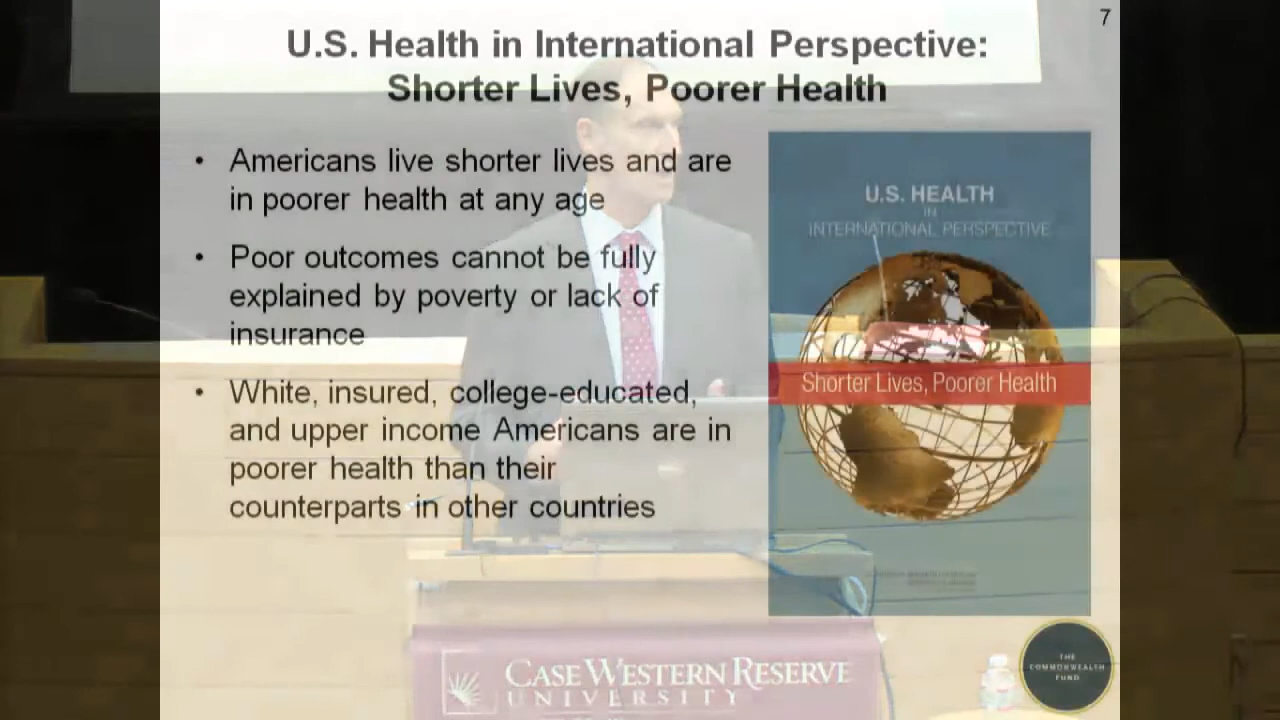 7
U.S. Health in International Perspective:
Shorter Lives, Poorer Health
• Americans live shorter lives and are
in poorer health at any age
• Poor outcomes cannot be fully
explained by poverty or lack of
insurance
• White, insured, college-educated,
and upper income Americans are in
poorer health than their
counterparts in other countries
U.S. HEALTH
IN
INTERNATIONAL PERSPECTIVE
Shorter Lives, Poorer Health
THE
COMMONWEALTH
FUND
CASE WESTERN RESERVE
UNIVERSITY